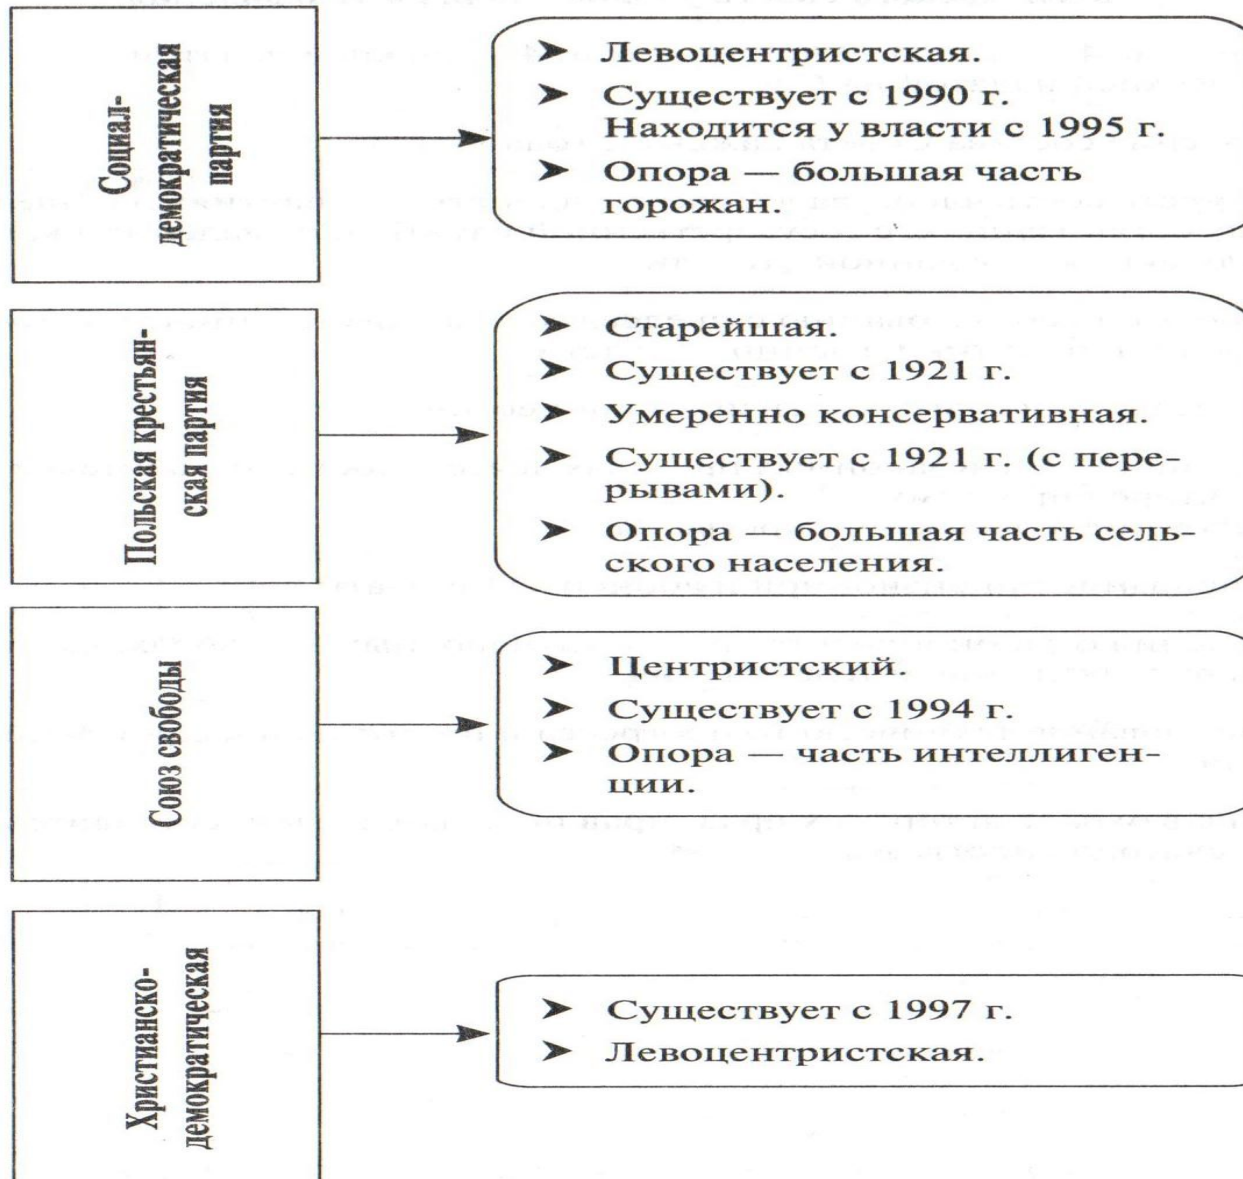 Социал-
демократическая
партия
➤ Левоцентристская.
➤ Существует с 1990 г.
Находится у власти с 1995 г.
➤ Опора — большая часть
горожан.
Польская крестьян-
ская партия
➤ Старейшая.
➤ Существует с 1921 г.
➤ Умеренно консервативная.
➤ Существует с 1921 г. (с пере-
рывами).
➤ Опора — большая часть сель-
ского населения.
Союз свободы
➤ Центристский.
➤ Существует с 1994 г.
➤ Опора — часть интеллиген-
ции.
Христианско-
демократическая
➤ Существует с 1997 г.
➤ Левоцентристская.